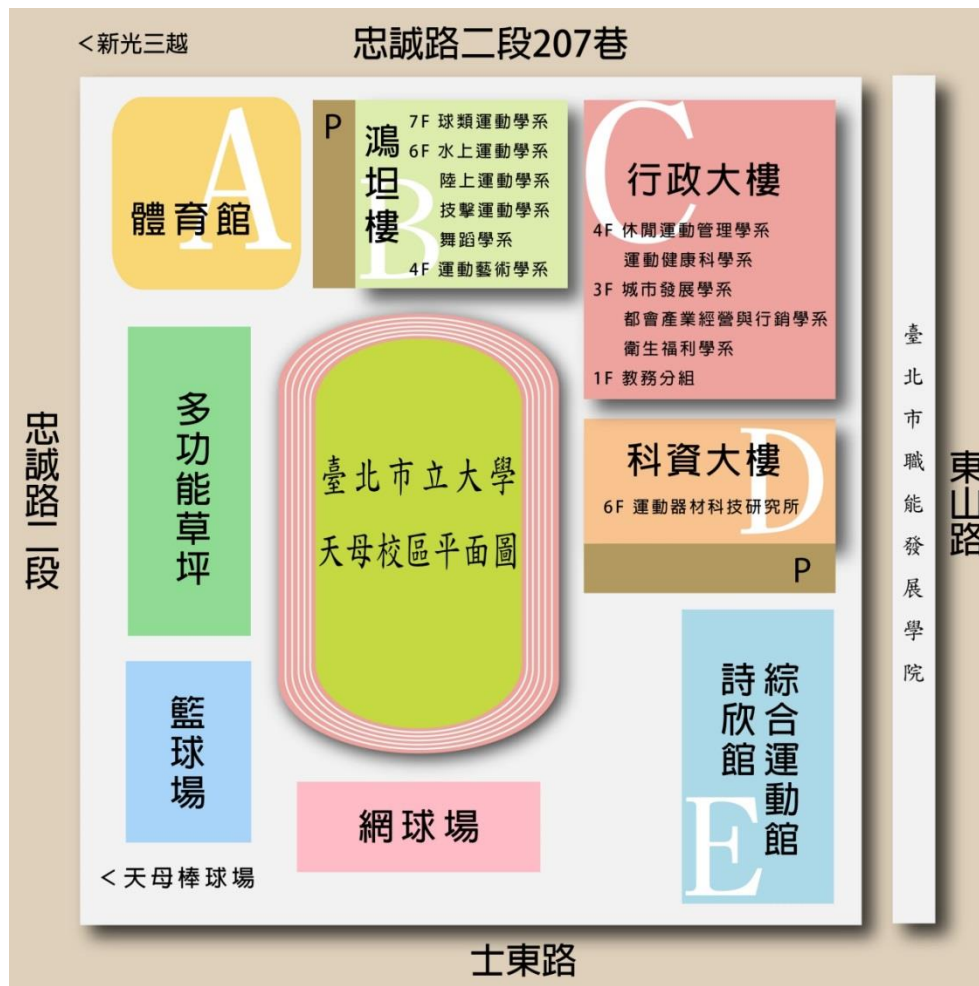 <新光三越
忠誠路二段207巷
A
體育館
P
鴻坦樓
B
7F 球類運動學系
6F 水上運動學系
陸上運動學系
技擊運動學系
舞蹈學系
4F 運動藝術學系
C
行政大樓
4F 休閒運動管理學系
運動健康科學系
3F 城市發展學系
都會產業經營與行銷學系
衛生福利學系
1F 教務分組
忠誠路二段
多功能草坪
臺北市立大學
天母校區平面圖
科資大樓
D
6F 運動器材科技研究所
P
臺北市職能發展學院
東山路
籃球場
網球場
綜合運動館
詩欣館
E
<天母棒球場
士東路